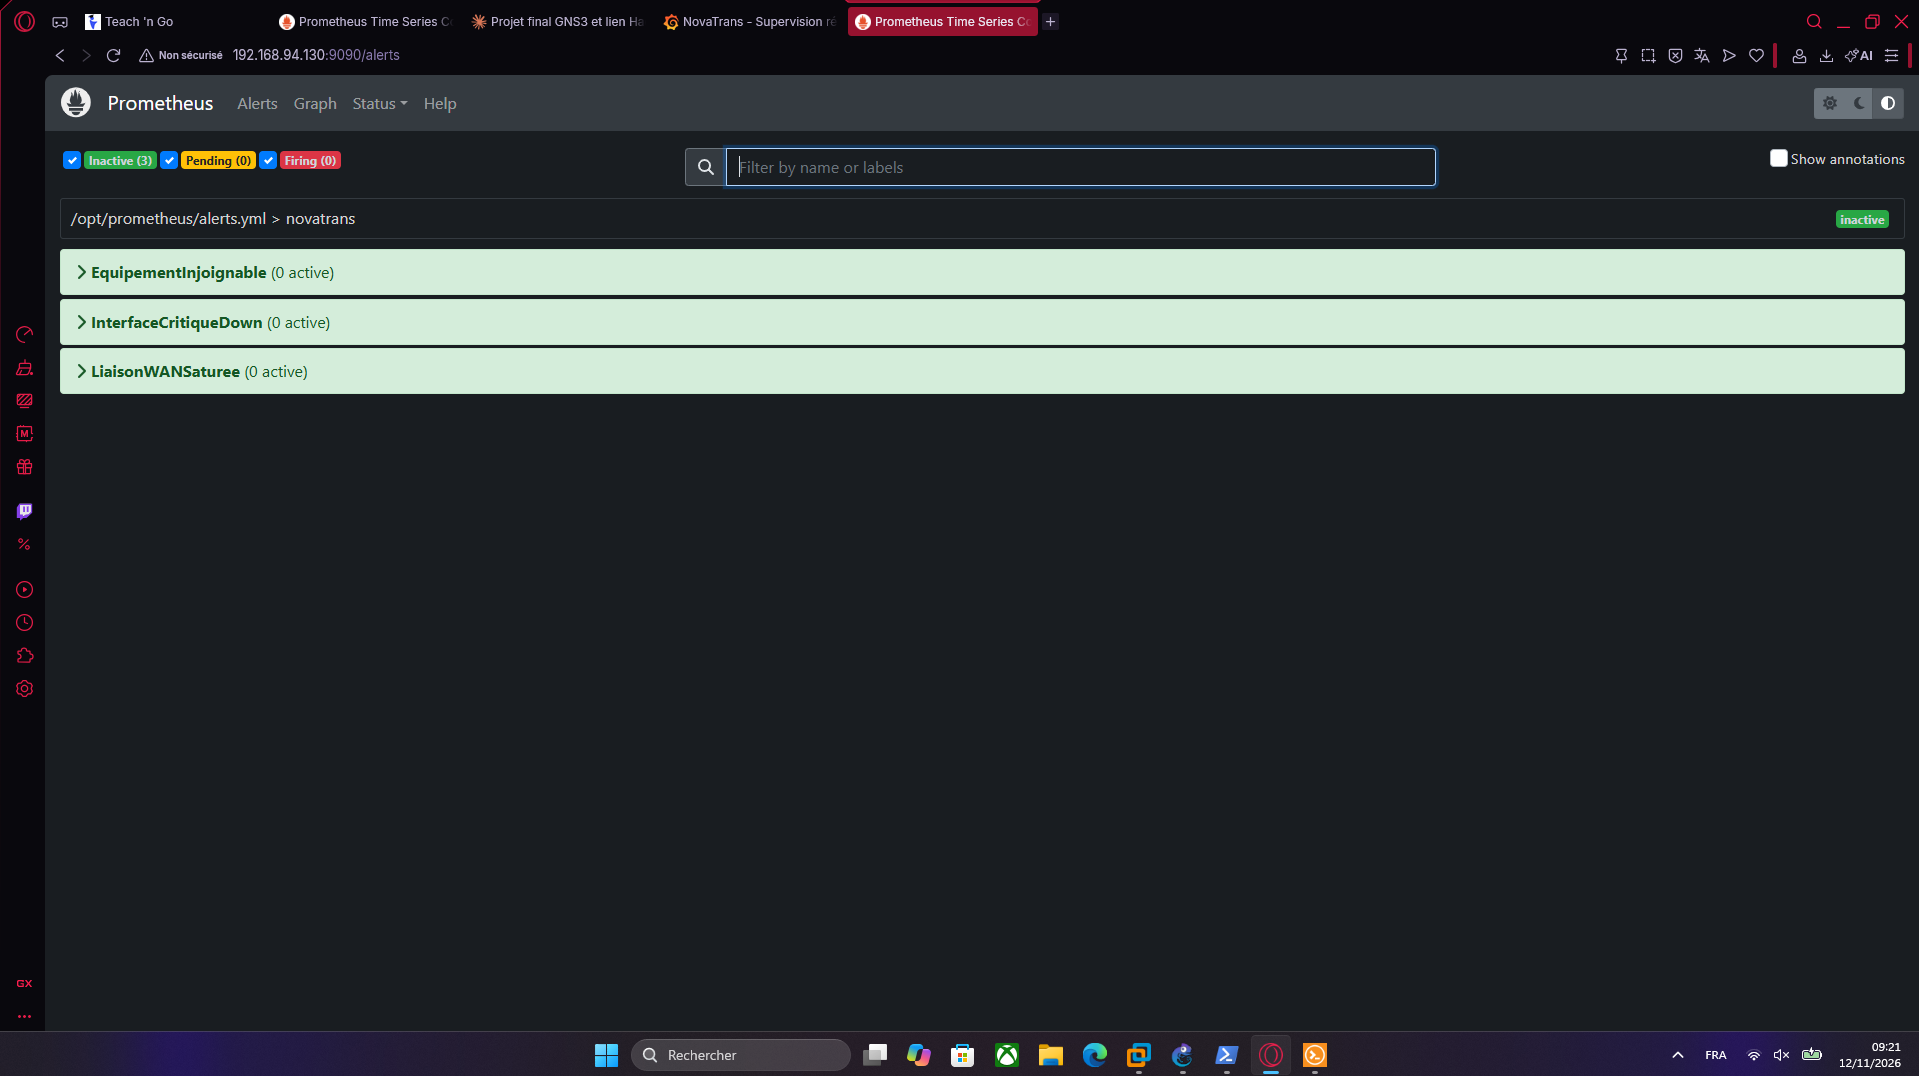 Teach 'n Go
Prometheus Time Series Co
Projet final GNS3 et lien Ha
NovaTrans - Supervision ré
Prometheus Time Series Co
Non sécurisé
192.168.94.130:9090/alerts
AI
Prometheus
Alerts
Graph
Status
Help
Inactive (3)
Pending (0)
Firing (0)
Filter by name or labels
Show annotations
/opt/prometheus/alerts.yml > novatrans
inactive
EquipementInjoignable (0 active)
InterfaceCritiqueDown (0 active)
LiaisonWANSaturee (0 active)
M
GX
Rechercher
FRA
09:21
12/11/2026